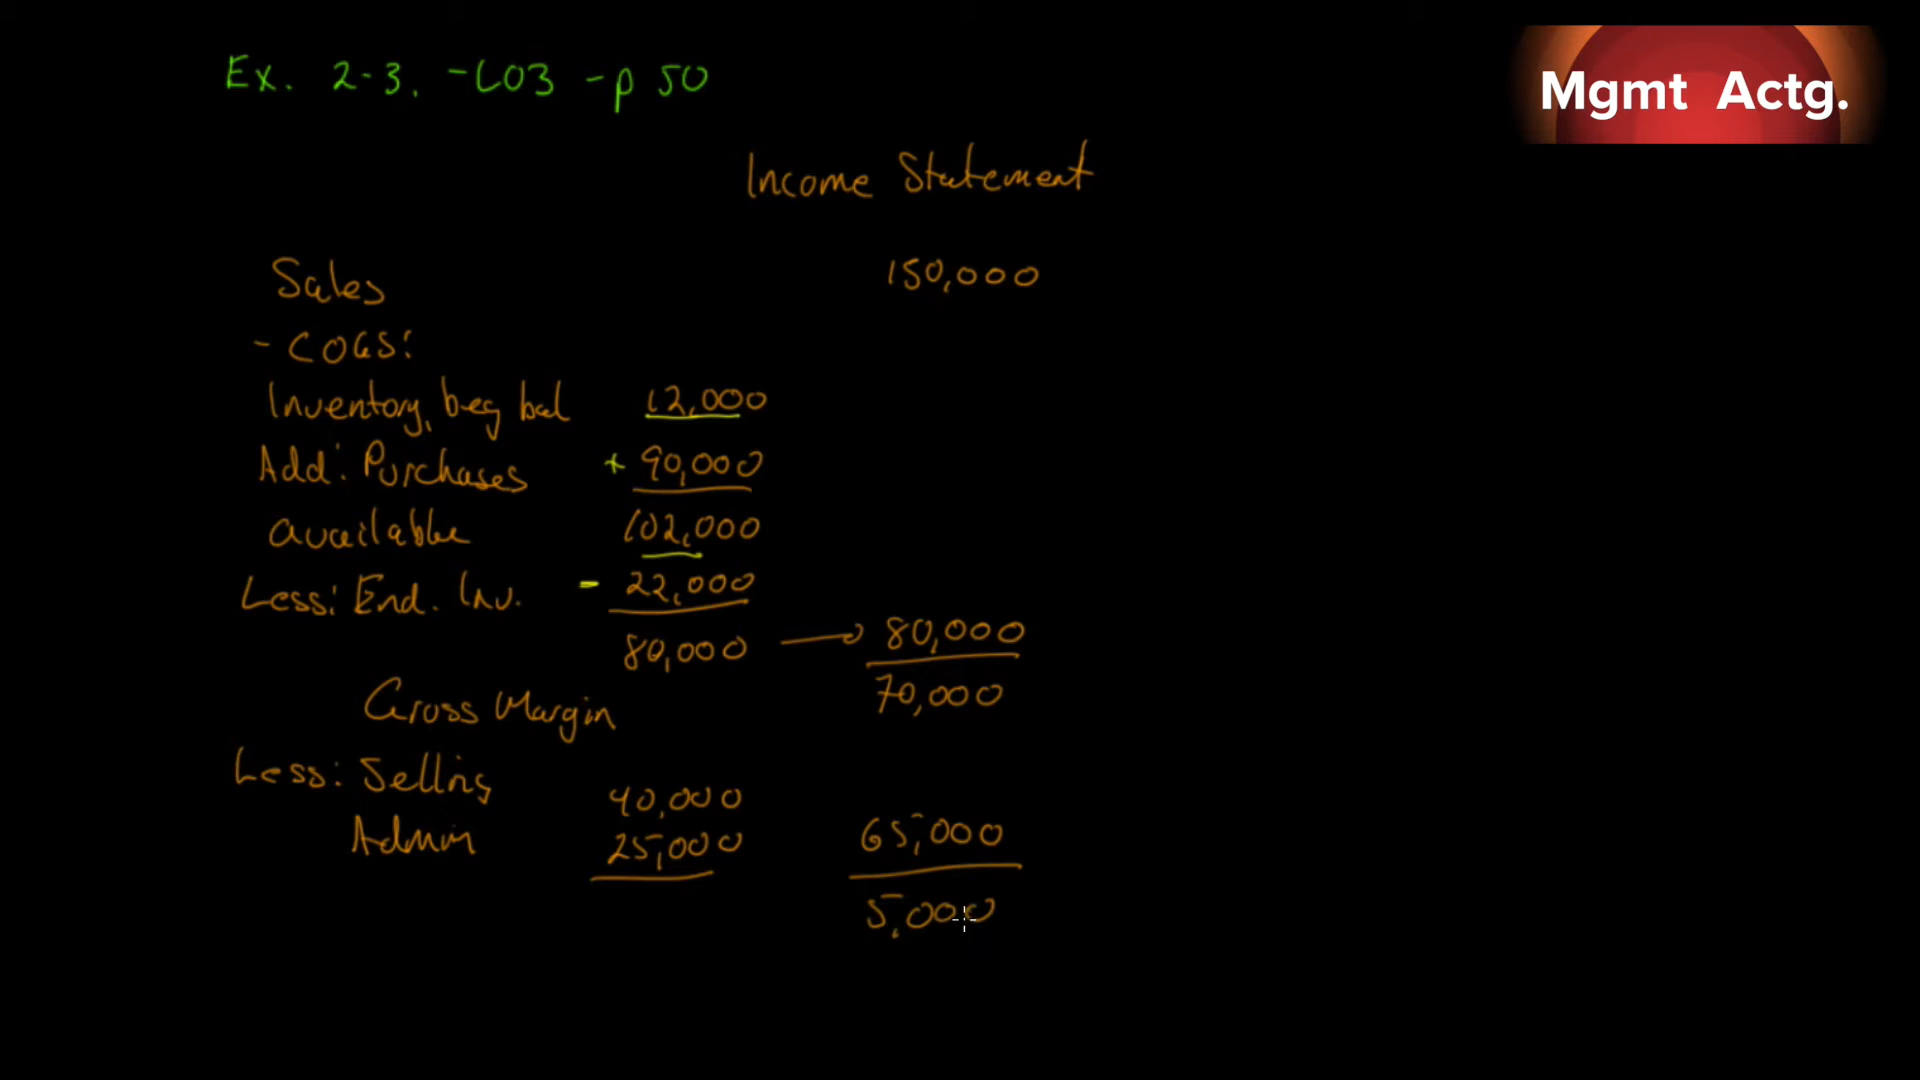 Ex. 2-3. -LO3 -p 50
Mgmt Actg.
Income Statement
Sales 150,000
- COGS:
Inventory, beg bal 12,000
Add: Purchases + 90,000
available 102,000
Less: End. Inv. - 22,000
80,000 → 80,000
Gross Margin 70,000
Less: Selling 40,000
Admin 25,000 65,000
5,000